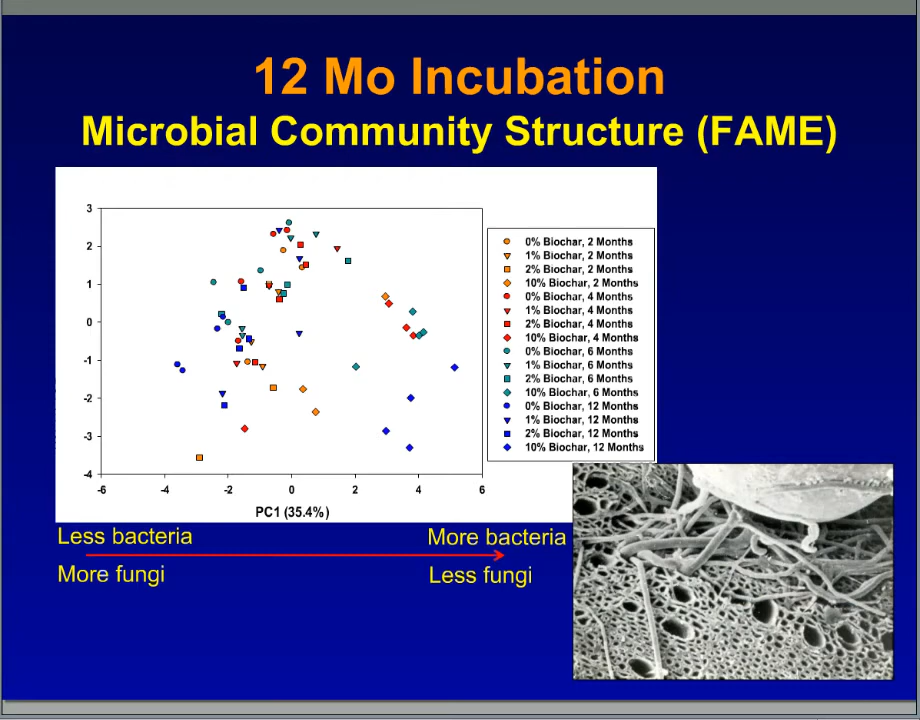 12 Mo Incubation
Microbial Community Structure (FAME)
3
2
1
0
-1
-2
-3
-4
-6 -4 -2 0 2 4 6
PC1 (35.4%)
0% Biochar, 2 Months
1% Biochar, 2 Months
2% Biochar, 2 Months
10% Biochar, 2 Months
0% Biochar, 4 Months
1% Biochar, 4 Months
2% Biochar, 4 Months
10% Biochar, 4 Months
0% Biochar, 6 Months
1% Biochar, 6 Months
2% Biochar, 6 Months
10% Biochar, 6 Months
0% Biochar, 12 Months
1% Biochar, 12 Months
2% Biochar, 12 Months
10% Biochar, 12 Months
Less bacteria More bacteria
More fungi Less fungi